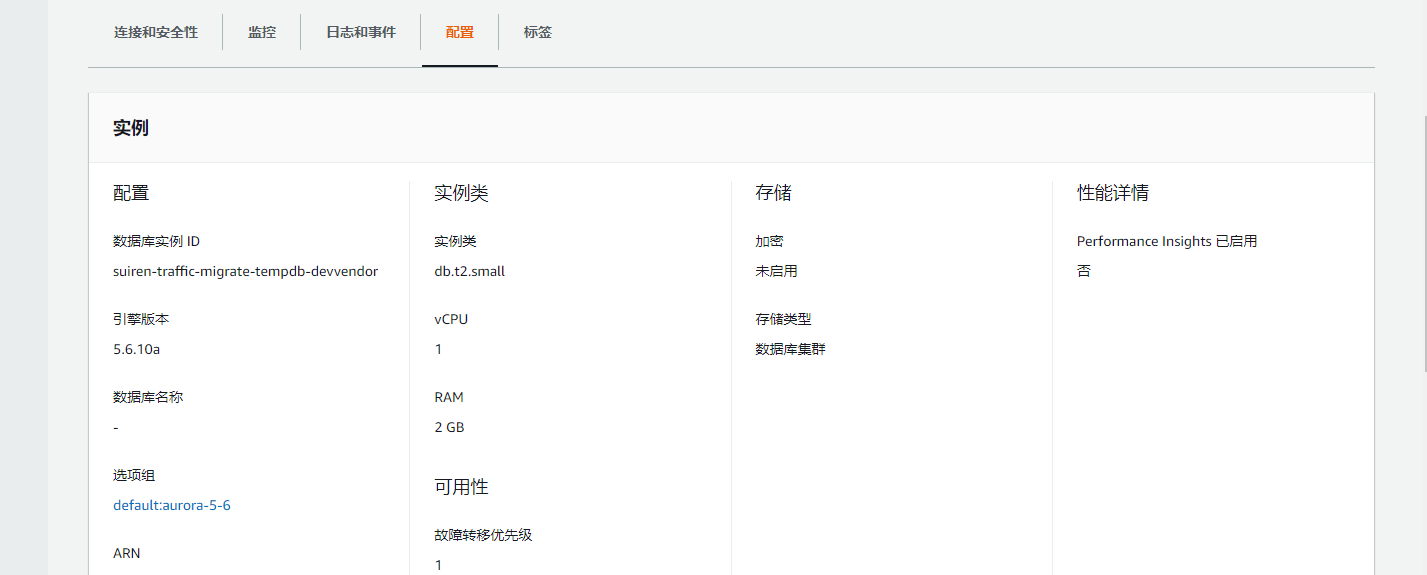 连接和安全性
监控
日志和事件
配置
标签
实例
配置
数据库实例 ID
suiren-traffic-migrate-tempdb-devvendor
引擎版本
5.6.10a
数据库名称
-
选项组
default:aurora-5-6
ARN
实例类
实例类
db.t2.small
vCPU
1
RAM
2 GB
可用性
故障转移优先级
1
存储
加密
未启用
存储类型
数据库集群
性能详情
Performance Insights 已启用
否